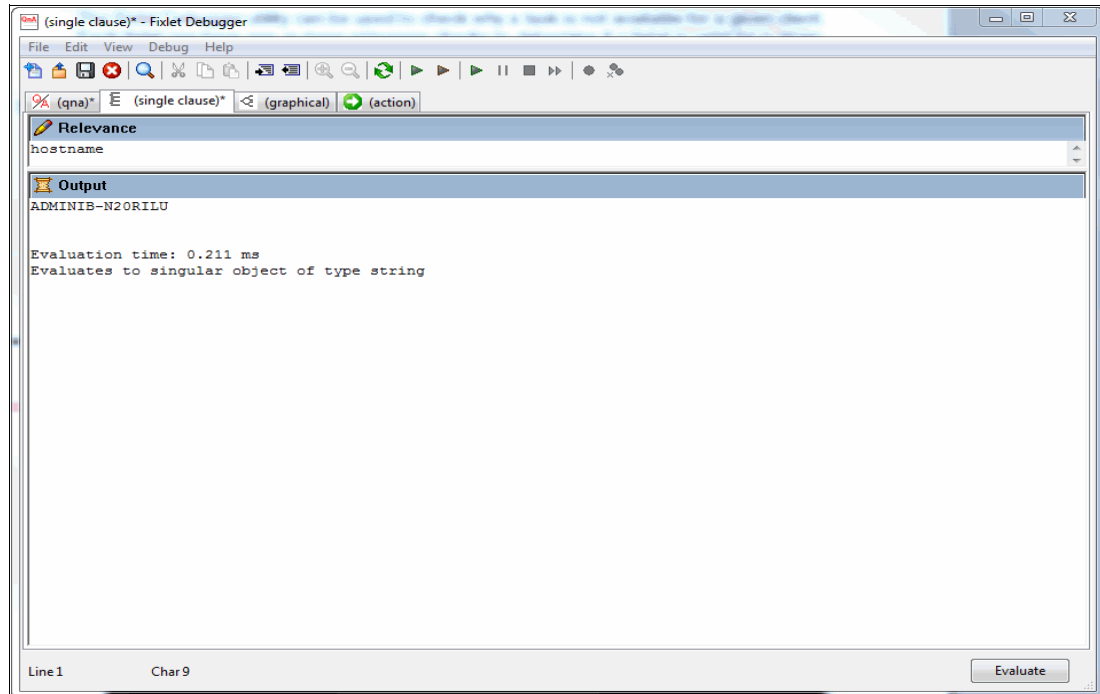 (single clause)* - Fixlet Debugger
File Edit View Debug Help
(qna)* (single clause)* (graphical) (action)
Relevance
hostname
Output
ADMINIB-N20RILU
Evaluation time: 0.211 ms
Evaluates to singular object of type string
Line 1 Char 9 Evaluate